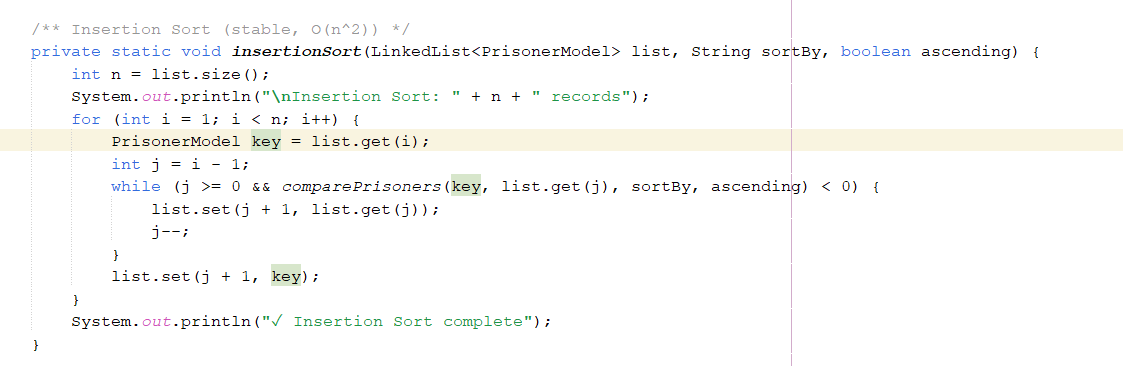 /** Insertion Sort (stable, O(n^2)) */
private static void insertionSort(LinkedList<PrisonerModel> list, String sortBy, boolean ascending) {
    int n = list.size();
    System.out.println("\nInsertion Sort: " + n + " records");
    for (int i = 1; i < n; i++) {
        PrisonerModel key = list.get(i);
        int j = i - 1;
        while (j >= 0 && comparePrisoners(key, list.get(j), sortBy, ascending) < 0) {
            list.set(j + 1, list.get(j));
            j--;
        }
        list.set(j + 1, key);
    }
    System.out.println("✓ Insertion Sort complete");
}